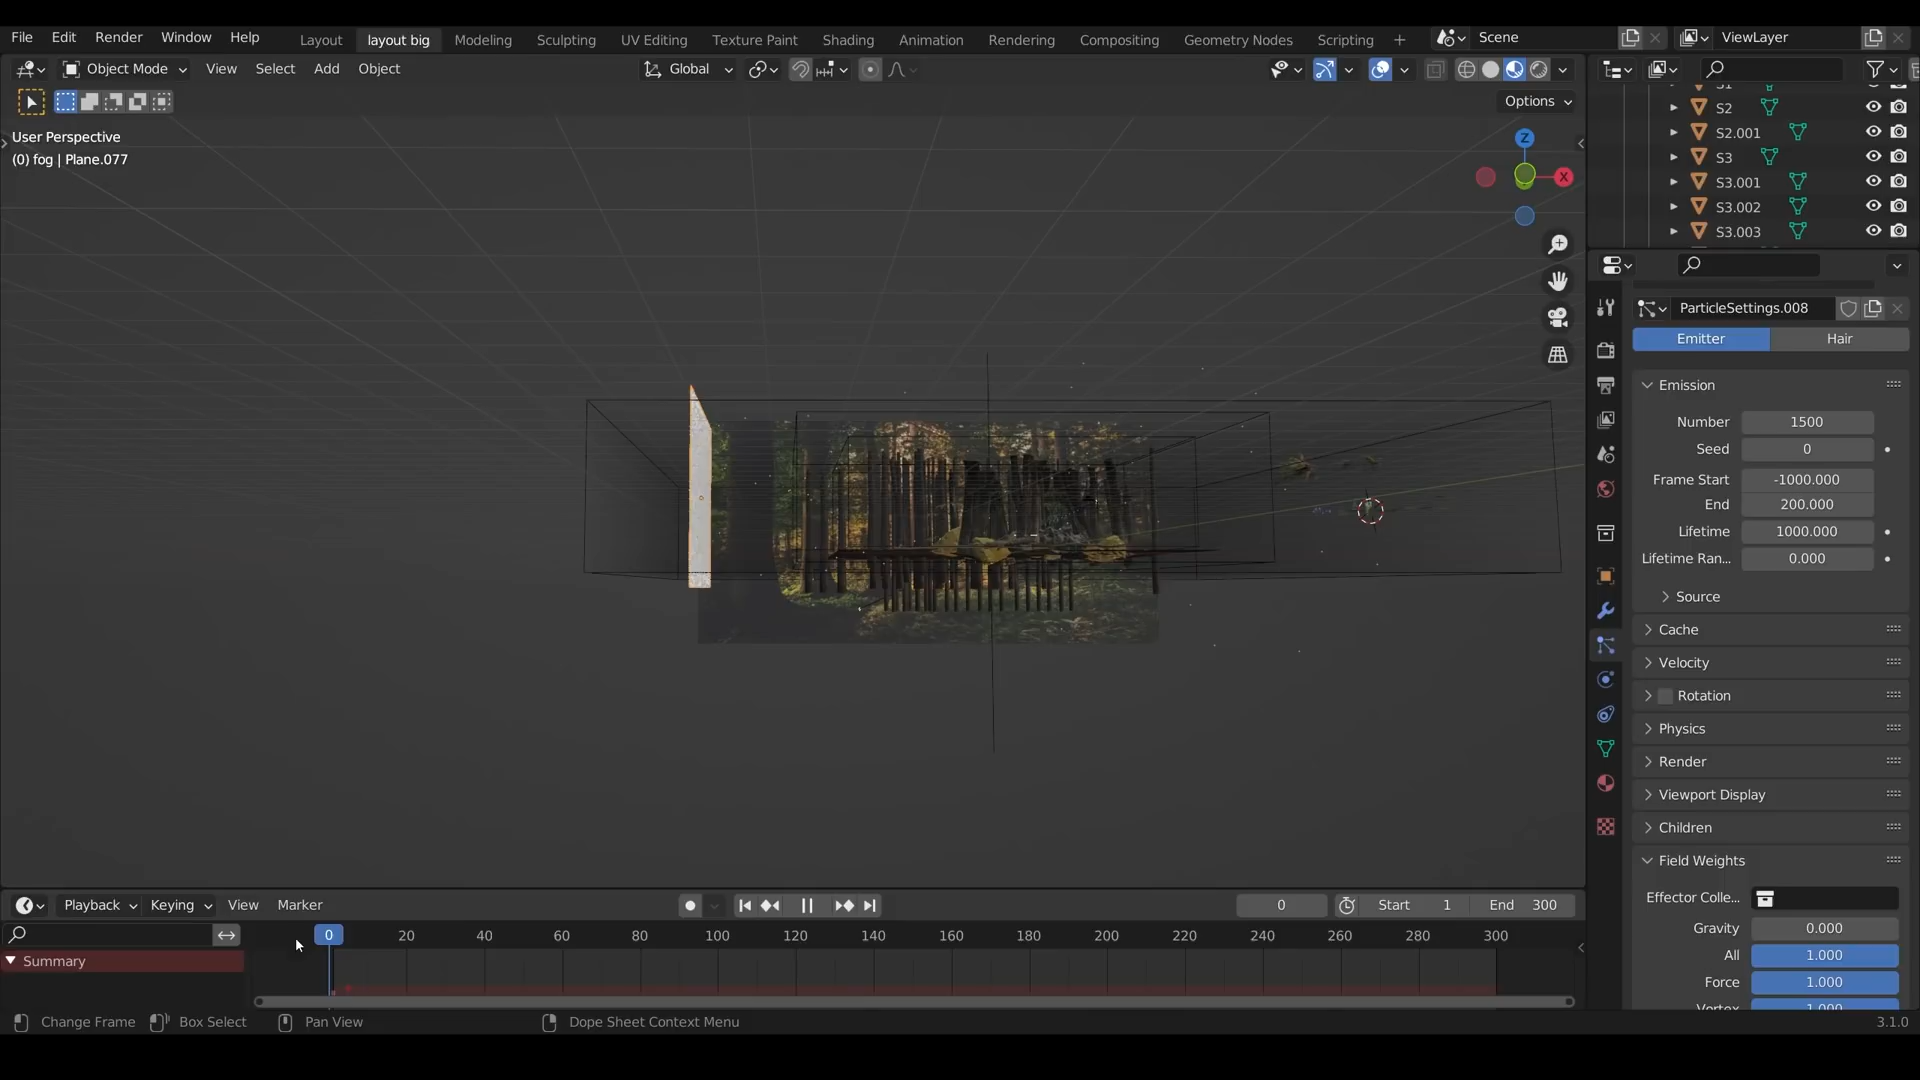 File Edit Render Window Help Layout layout big Modeling Sculpting UV Editing Texture Paint Shading Animation Rendering Compositing Geometry Nodes Scripting + Scene ViewLayer
Object Mode View Select Add Object Global
Options
User Perspective
(0) fog | Plane.077
Z
X
S1
S2
S2.001
S3
S3.001
S3.002
S3.003
ParticleSettings.008
Emitter Hair
Emission
Number 1500
Seed 0
Frame Start -1000.000
End 200.000
Lifetime 1000.000
Lifetime Ran... 0.000
Source
Cache
Velocity
Rotation
Physics
Render
Viewport Display
Children
Field Weights
Effector Colle...
Gravity 0.000
All 1.000
Force 1.000
Vortex 1.000
Playback Keying View Marker 0 Start 1 End 300
0 20 40 60 80 100 120 140 160 180 200 220 240 260 280 300
Summary
Change Frame Box Select Pan View Dope Sheet Context Menu 3.1.0